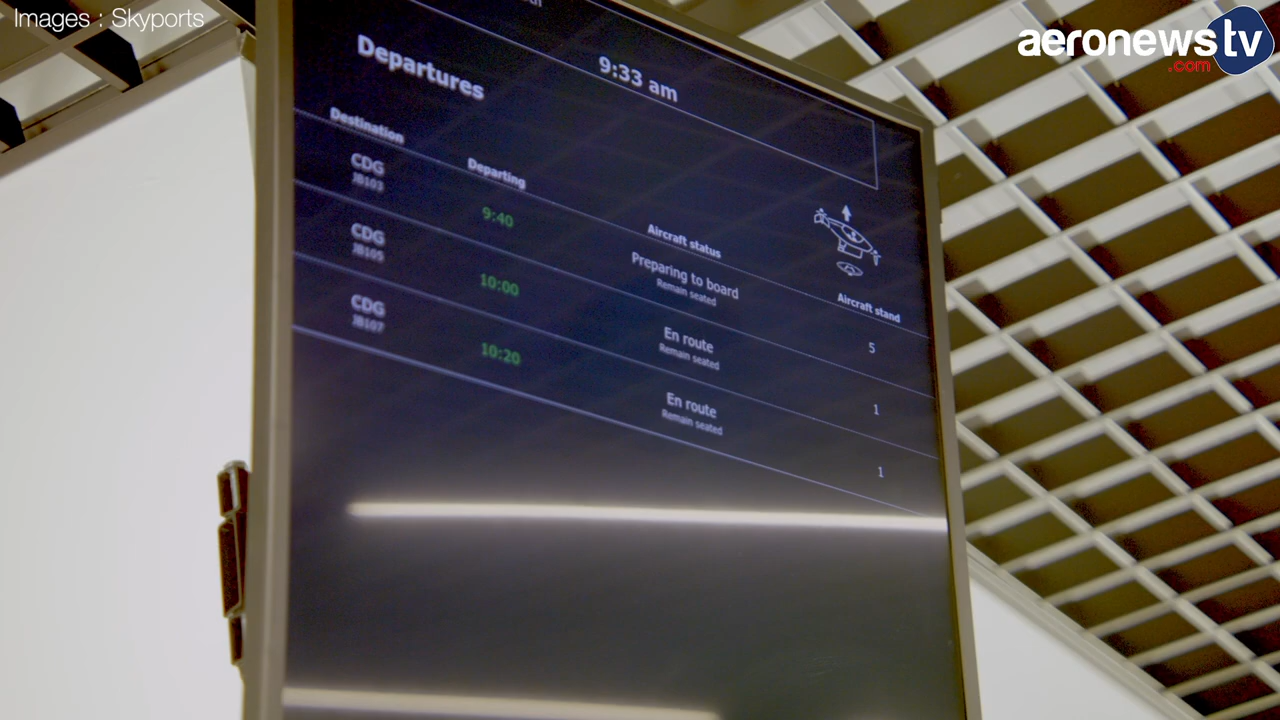 Images : Skyports
aeronewstv
.com
9:33 am
Departures
Destination Departing Aircraft status Aircraft stand
CDG 9:40 Preparing to board 5
JB103 Remain seated
CDG 10:00 En route 1
JB105 Remain seated
CDG 10:20 En route 1
JB107 Remain seated